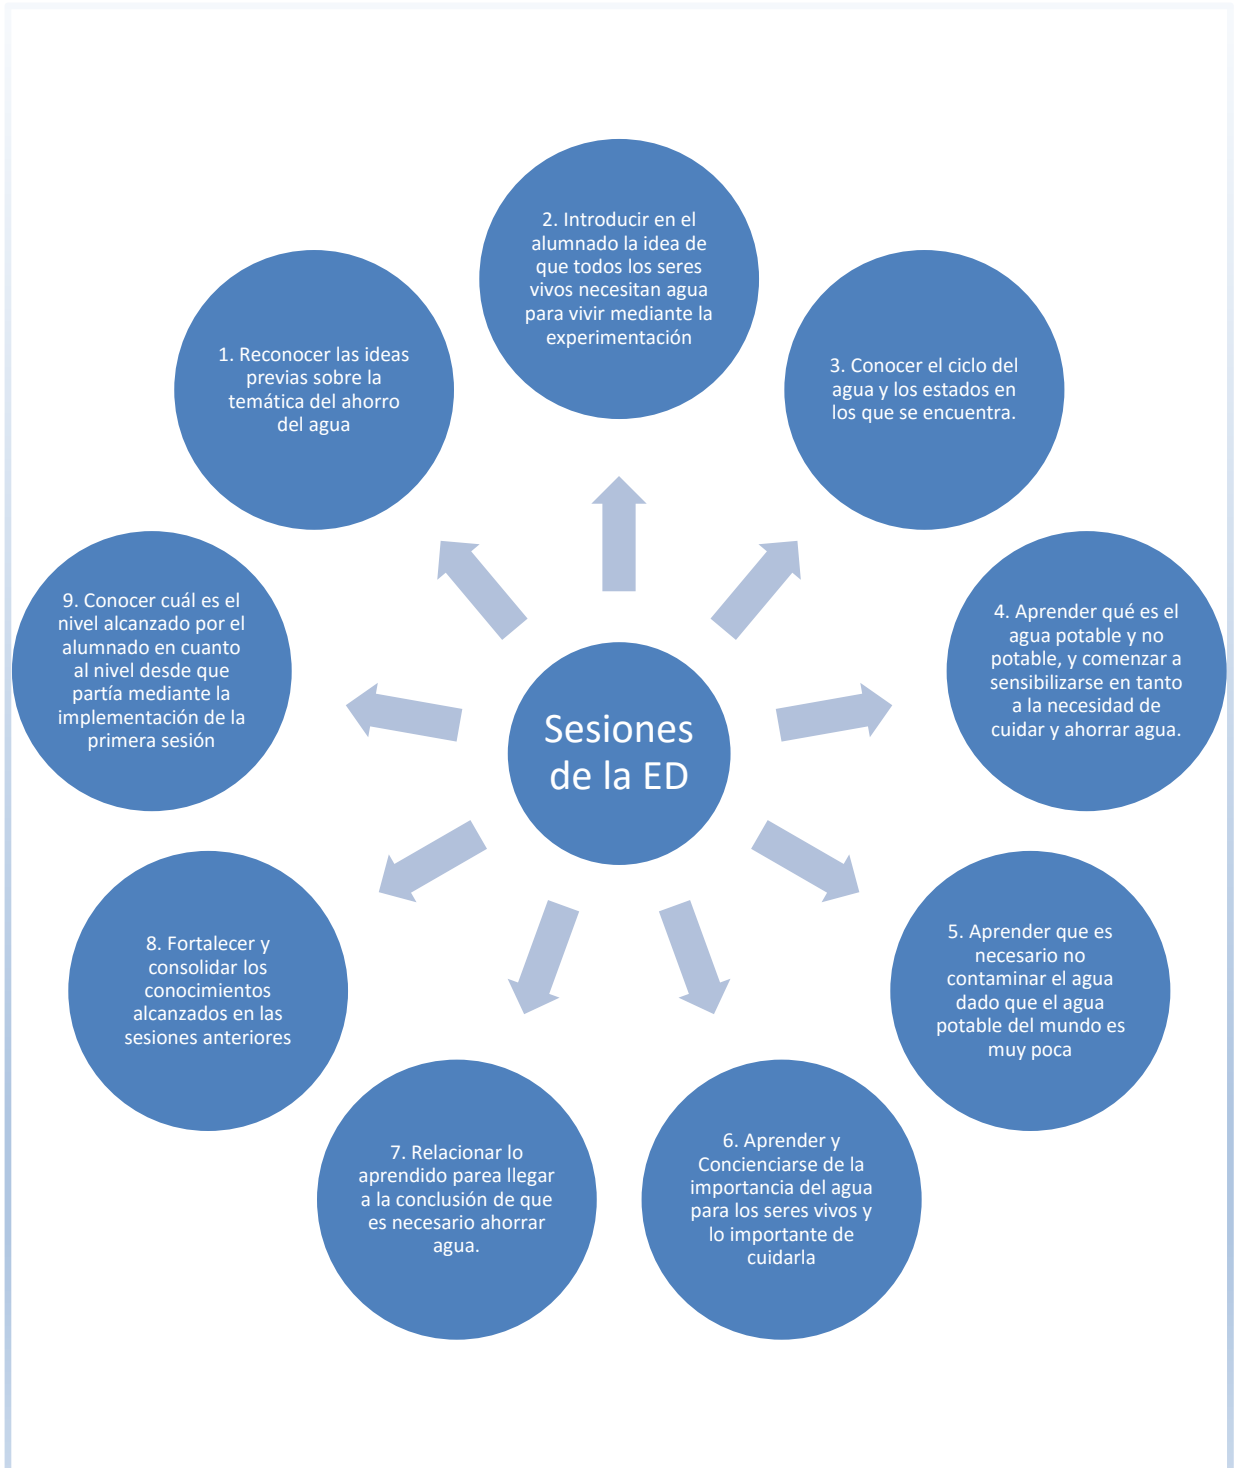 Sesiones
de la ED
1. Reconocer las ideas
previas sobre la
temática del ahorro
del agua
2. Introducir en el
alumnado la idea de
que todos los seres
vivos necesitan agua
para vivir mediante la
experimentación
3. Conocer el ciclo del
agua y los estados en
los que se encuentra.
4. Aprender qué es el
agua potable y no
potable, y comenzar a
sensibilizarse en tanto
a la necesidad de
cuidar y ahorrar agua.
5. Aprender que es
necesario no
contaminar el agua
dado que el agua
potable del mundo es
muy poca
6. Aprender y
Concienciarse de la
importancia del agua
para los seres vivos y
lo importante de
cuidarla
7. Relacionar lo
aprendido parea llegar
a la conclusión de que
es necesario ahorrar
agua.
8. Fortalecer y
consolidar los
conocimientos
alcanzados en las
sesiones anteriores
9. Conocer cuál es el
nivel alcanzado por el
alumnado en cuanto
al nivel desde que
partía mediante la
implementación de la
primera sesión